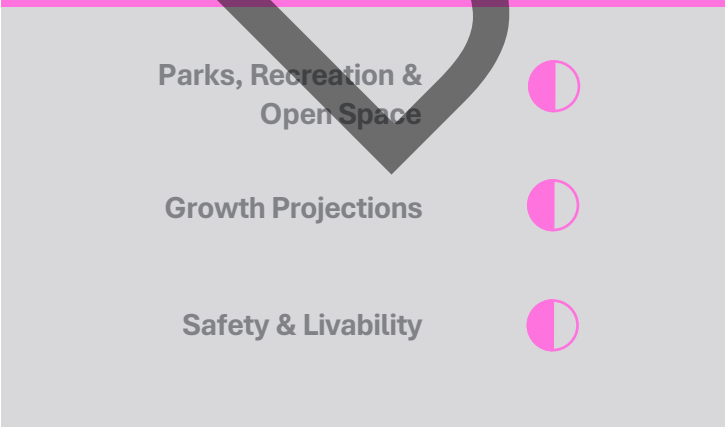 Parks, Recreation &
Open Space
Growth Projections
Safety & Livability